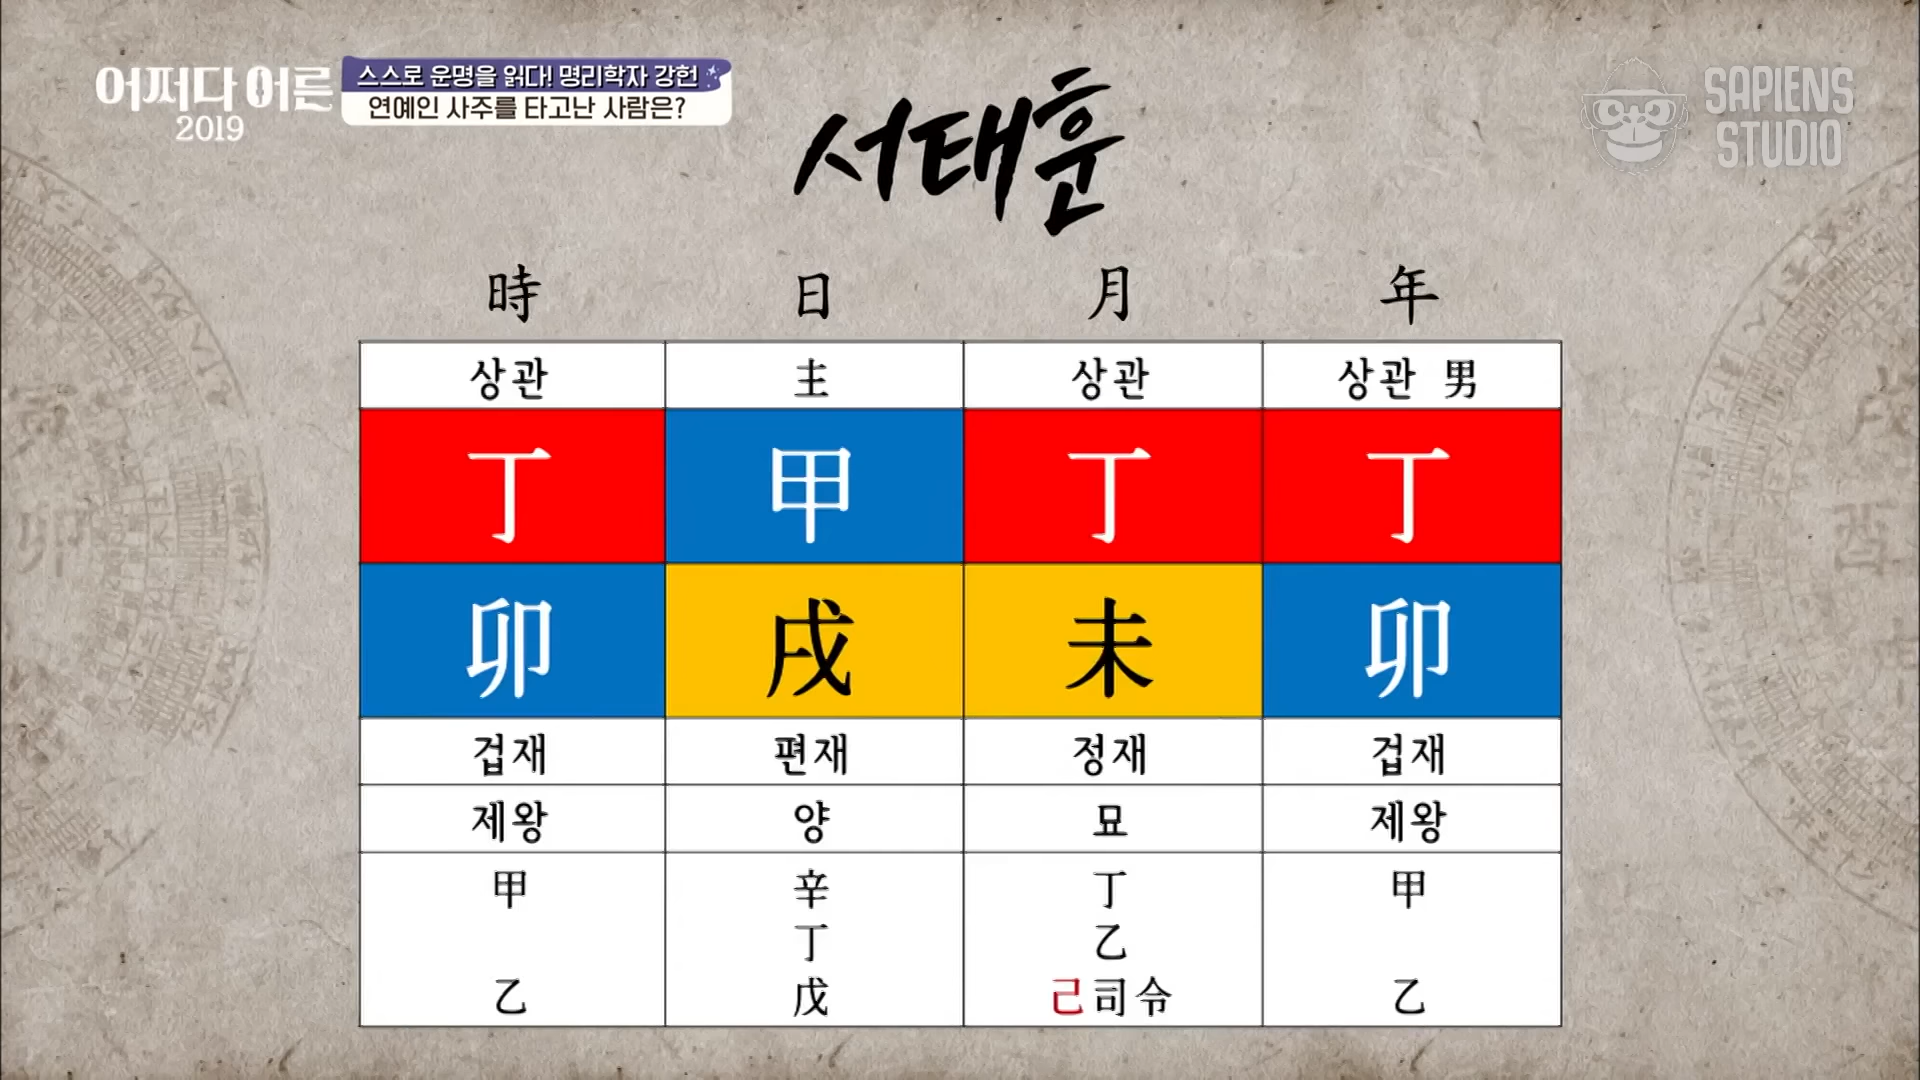 어쩌다 어른
2019
스스로 운명을 읽다! 명리학자 강헌
연예인 사주를 타고난 사람은?
SAPIENS
STUDIO
서태훈
時 日 月 年
상관 主 상관 상관 男
丁 甲 丁 丁
卯 戌 未 卯
겁재 편재 정재 겁재
제왕 양 묘 제왕
甲 辛 丁 甲
丁 乙
乙 戊 己司令 乙